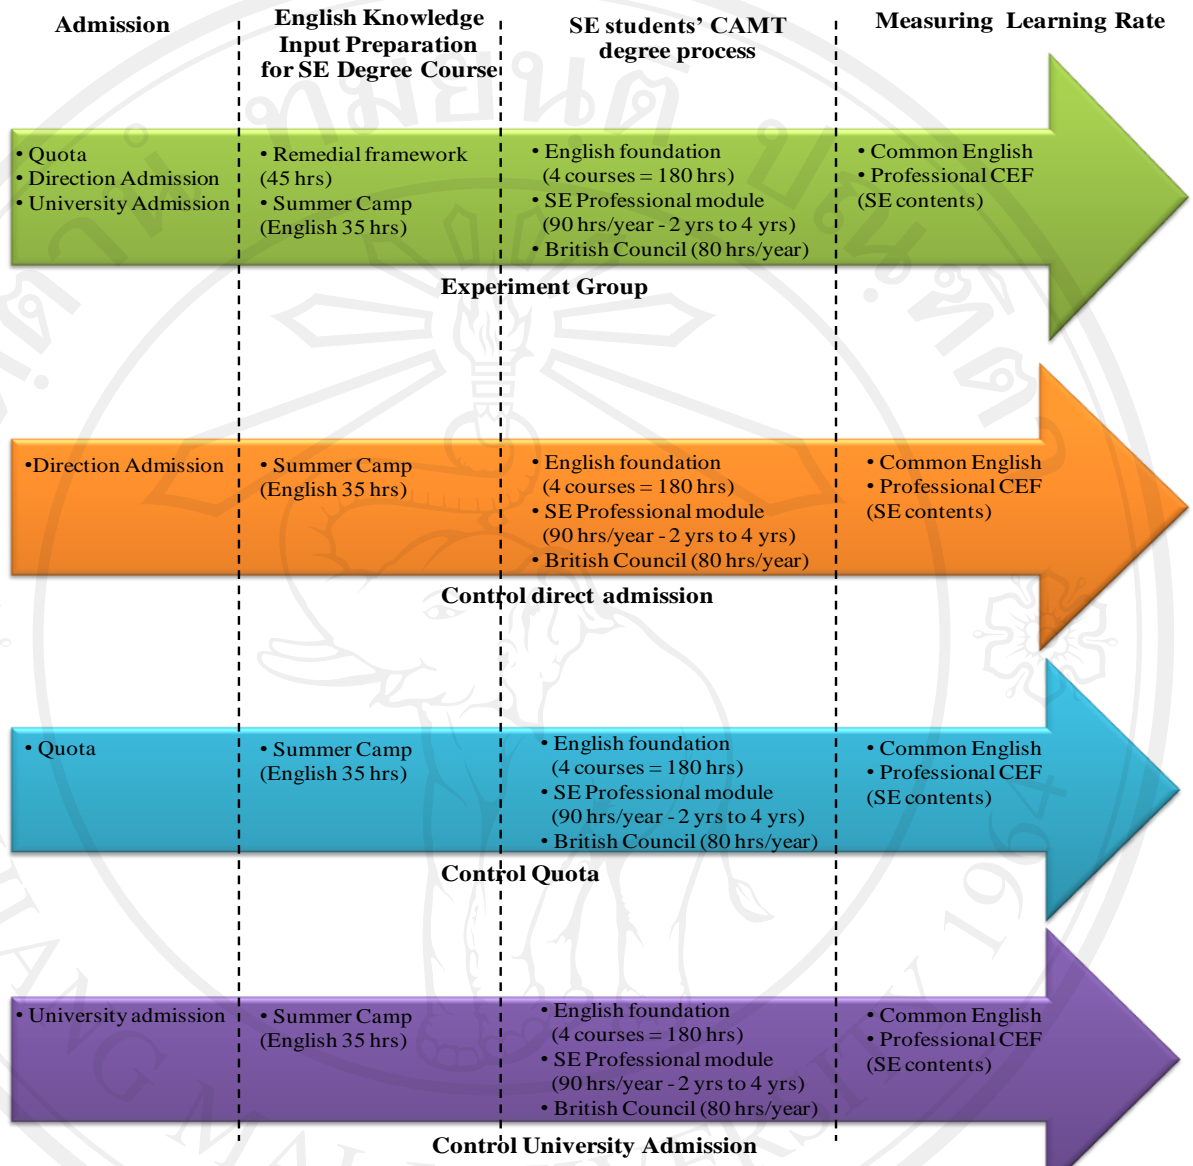 Admission
English Knowledge
Input Preparation
for SE Degree Course
SE students' CAMT
degree process
Measuring Learning Rate
• Quota
• Direction Admission
• University Admission
• Remedial framework
(45 hrs)
• Summer Camp
(English 35 hrs)
• English foundation
(4 courses = 180 hrs)
• SE Professional module
(90 hrs/year - 2 yrs to 4 yrs)
• British Council (80 hrs/year)
• Common English
• Professional CEF
(SE contents)
Experiment Group
•Direction Admission
• Summer Camp
(English 35 hrs)
• English foundation
(4 courses = 180 hrs)
• SE Professional module
(90 hrs/year - 2 yrs to 4 yrs)
• British Council (80 hrs/year)
• Common English
• Professional CEF
(SE contents)
Control direct admission
• Quota
• Summer Camp
(English 35 hrs)
• English foundation
(4 courses = 180 hrs)
• SE Professional module
(90 hrs/year - 2 yrs to 4 yrs)
• British Council (80 hrs/year)
• Common English
• Professional CEF
(SE contents)
Control Quota
• University admission
• Summer Camp
(English 35 hrs)
• English foundation
(4 courses = 180 hrs)
• SE Professional module
(90 hrs/year - 2 yrs to 4 yrs)
• British Council (80 hrs/year)
• Common English
• Professional CEF
(SE contents)
Control University Admission
1964